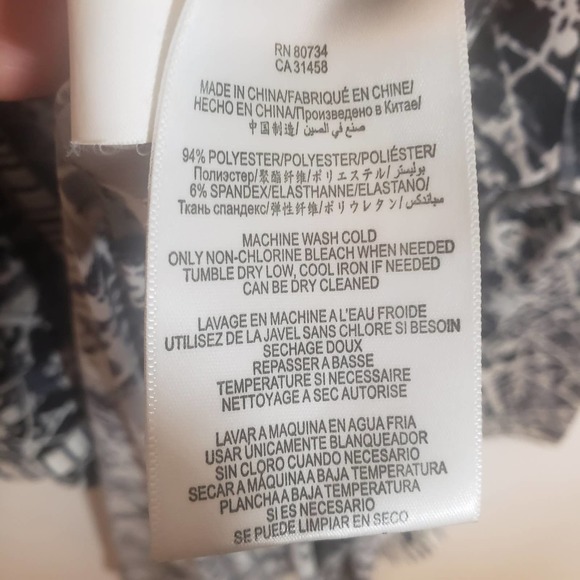 RN 80734
CA 31458
MADE IN CHINA/FABRIQUÉ EN CHINE/
HECHO EN CHINA/Произведено в Китае/
中国制造/ صنع في الصين/
94% POLYESTER/POLYESTER/POLIÉSTER/
Полиэстер/聚酯纤维/ポリエステル/بوليستر/
6% SPANDEX/ELASTHANNE/ELASTANO/
Ткань спандекс/弹性纤维/ポリウレタン/سباندكس/
MACHINE WASH COLD
ONLY NON-CHLORINE BLEACH WHEN NEEDED
TUMBLE DRY LOW, COOL IRON IF NEEDED
CAN BE DRY CLEANED
LAVAGE EN MACHINE A L'EAU FROIDE
UTILISEZ DE LA JAVEL SANS CHLORE SI BESOIN
SECHAGE DOUX
REPASSER A BASSE
TEMPERATURE SI NECESSAIRE
NETTOYAGE A SEC AUTORISE
LAVAR A MAQUINA EN AGUA FRIA
USAR ÚNICAMENTE BLANQUEADOR
SIN CLORO CUANDO NECESARIO
SECAR A MÁQUINA A BAJA TEMPERATURA
PLANCHA A BAJA TEMPERATURA
SI ES NECESARIO
SE PUEDE LIMPIAR EN SECO